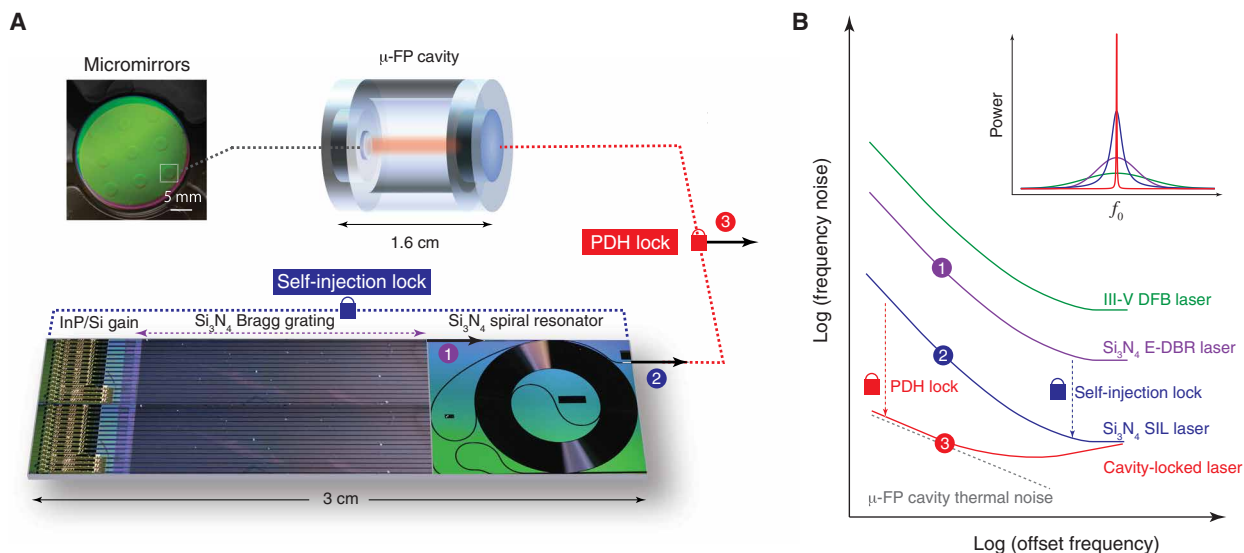 A
Micromirrors
5 mm
μ-FP cavity
1.6 cm
3
PDH lock
Self-injection lock
InP/Si gain
Si₃N₄ Bragg grating
Si₃N₄ spiral resonator
1
2
3 cm
B
Log (frequency noise)
Power
f₀
1
III-V DFB laser
Si₃N₄ E-DBR laser
2
PDH lock
Self-injection lock
Si₃N₄ SIL laser
3
Cavity-locked laser
μ-FP cavity thermal noise
Log (offset frequency)